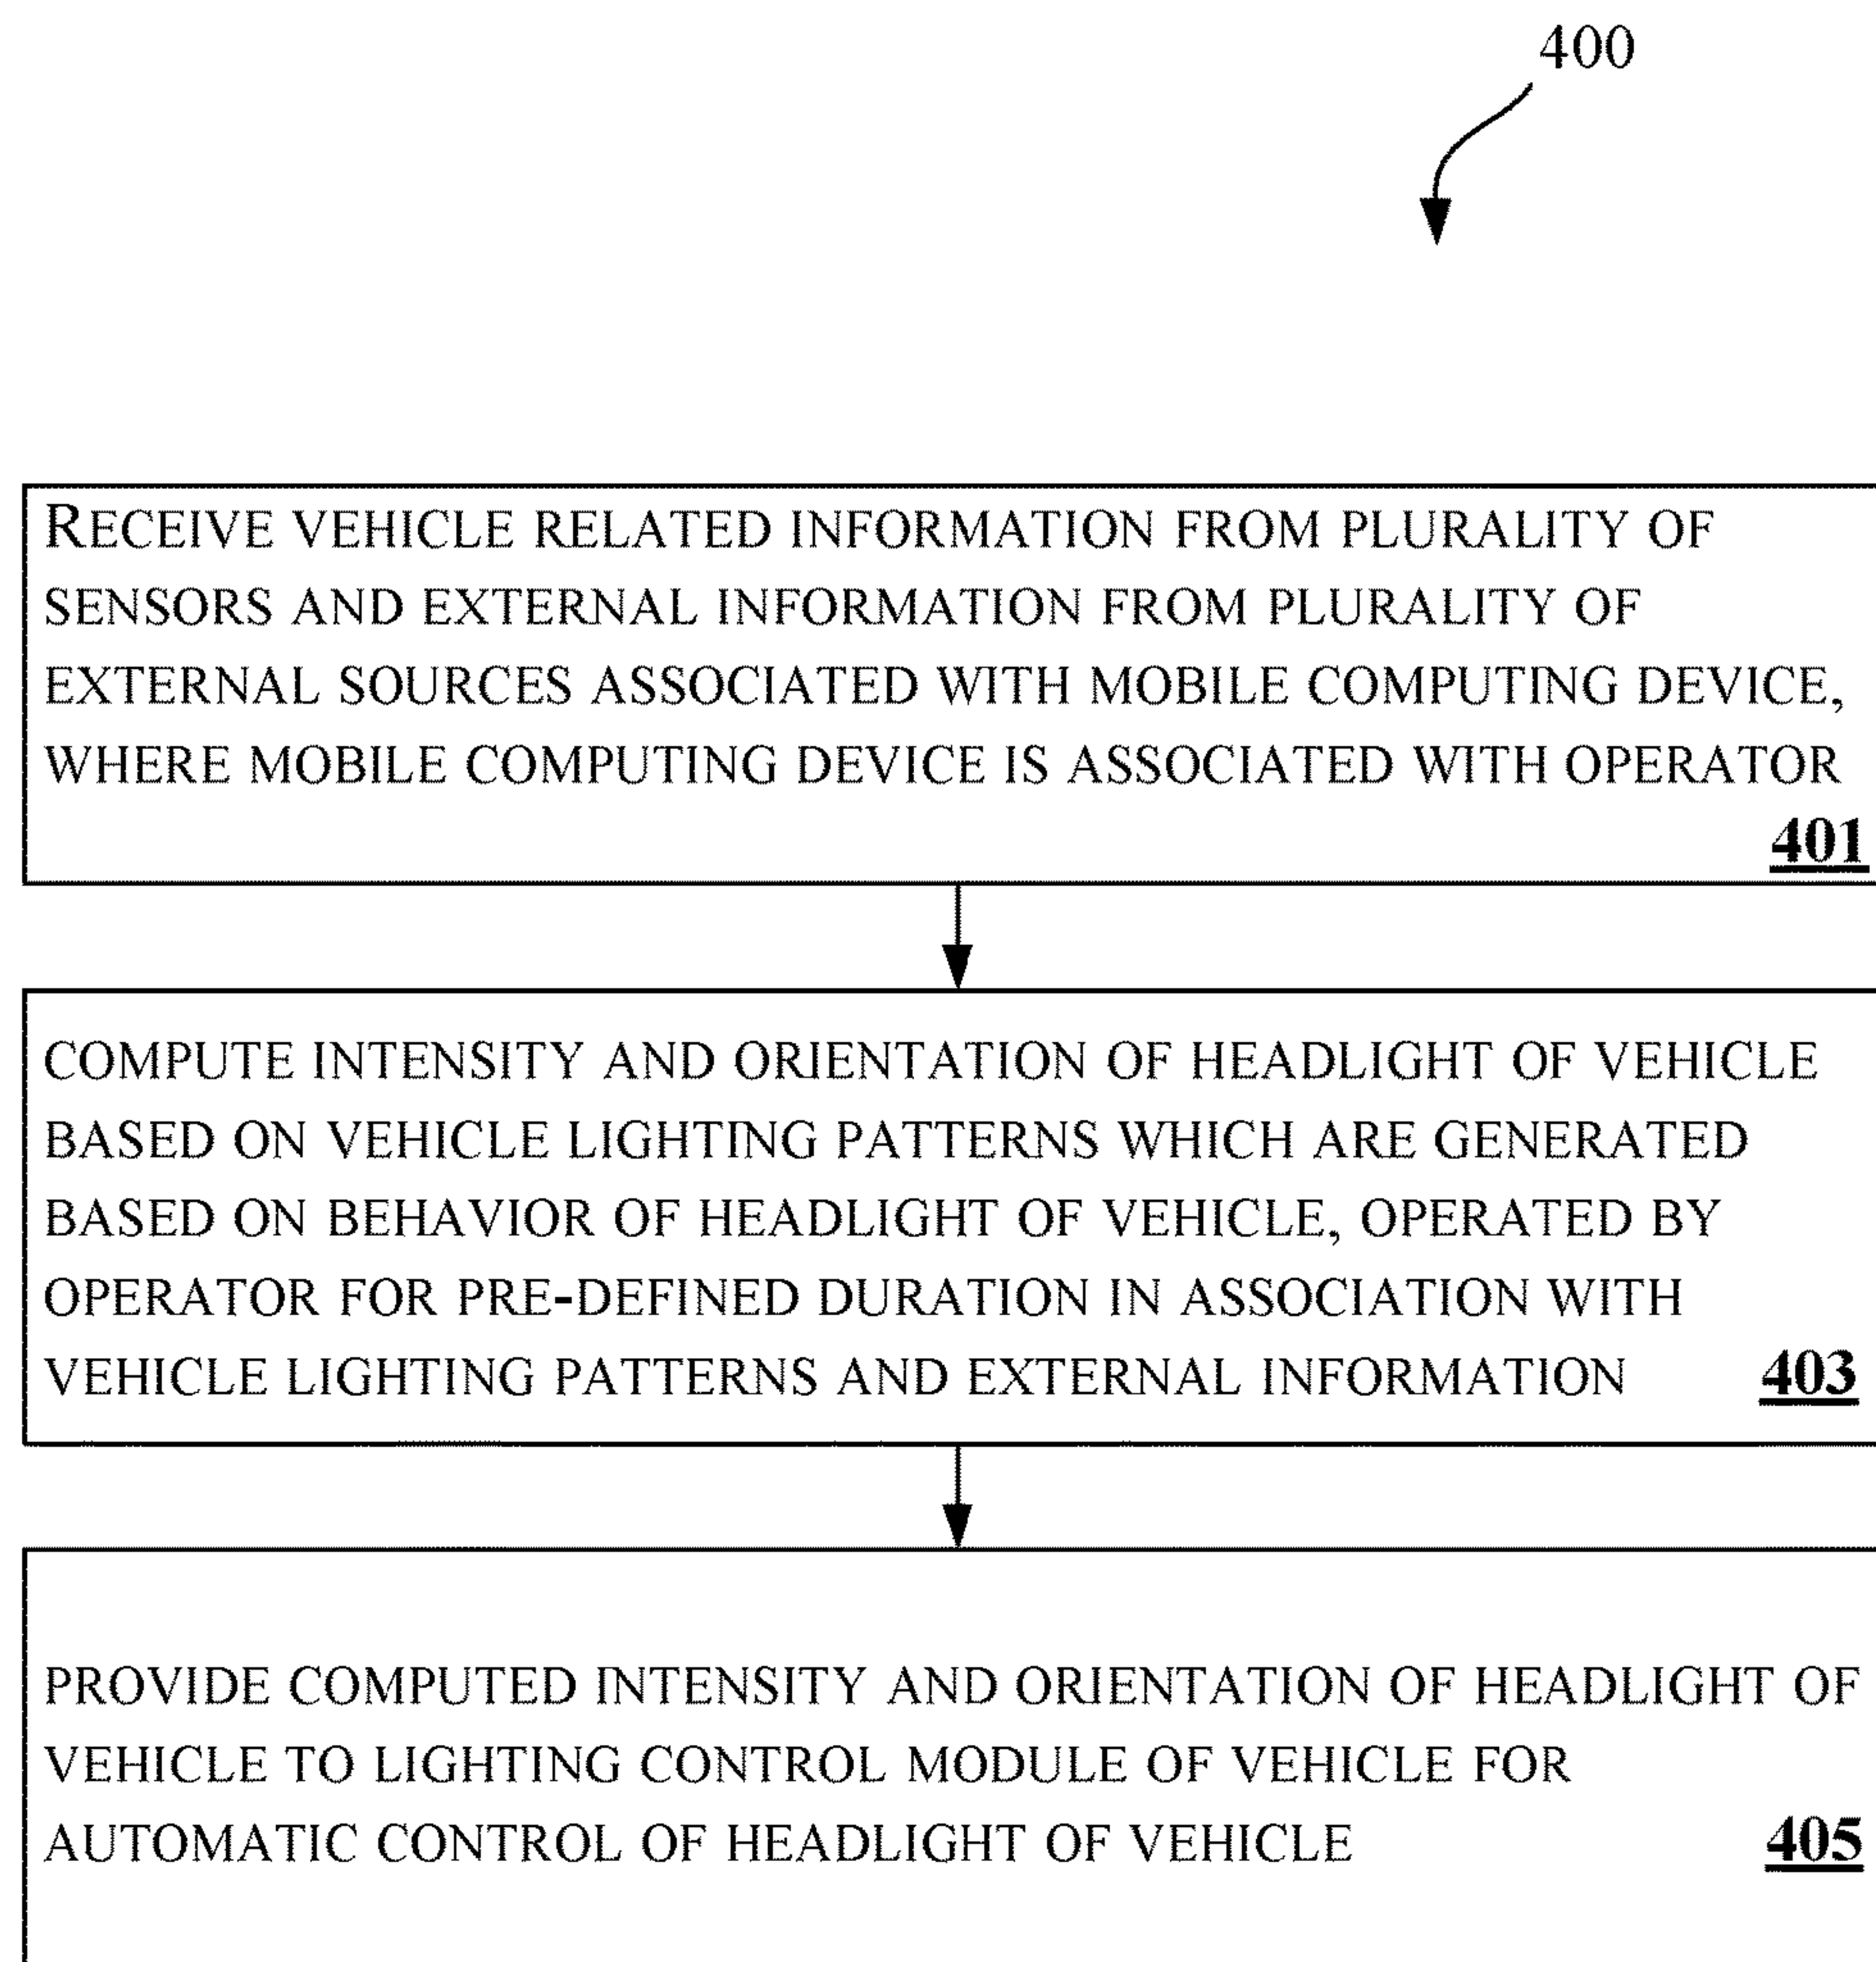 400
RECEIVE VEHICLE RELATED INFORMATION FROM PLURALITY OF
SENSORS AND EXTERNAL INFORMATION FROM PLURALITY OF
EXTERNAL SOURCES ASSOCIATED WITH MOBILE COMPUTING DEVICE,
WHERE MOBILE COMPUTING DEVICE IS ASSOCIATED WITH OPERATOR
401
COMPUTE INTENSITY AND ORIENTATION OF HEADLIGHT OF VEHICLE
BASED ON VEHICLE LIGHTING PATTERNS WHICH ARE GENERATED
BASED ON BEHAVIOR OF HEADLIGHT OF VEHICLE, OPERATED BY
OPERATOR FOR PRE-DEFINED DURATION IN ASSOCIATION WITH
VEHICLE LIGHTING PATTERNS AND EXTERNAL INFORMATION 403
PROVIDE COMPUTED INTENSITY AND ORIENTATION OF HEADLIGHT OF
VEHICLE TO LIGHTING CONTROL MODULE OF VEHICLE FOR
AUTOMATIC CONTROL OF HEADLIGHT OF VEHICLE 405